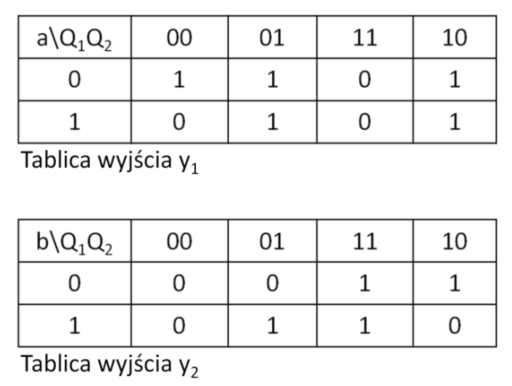 a\Q₁Q₂ 00 01 11 10
0 1 1 0 1
1 0 1 0 1
Tablica wyjścia y₁
b\Q₁Q₂ 00 01 11 10
0 0 0 1 1
1 0 1 1 0
Tablica wyjścia y₂